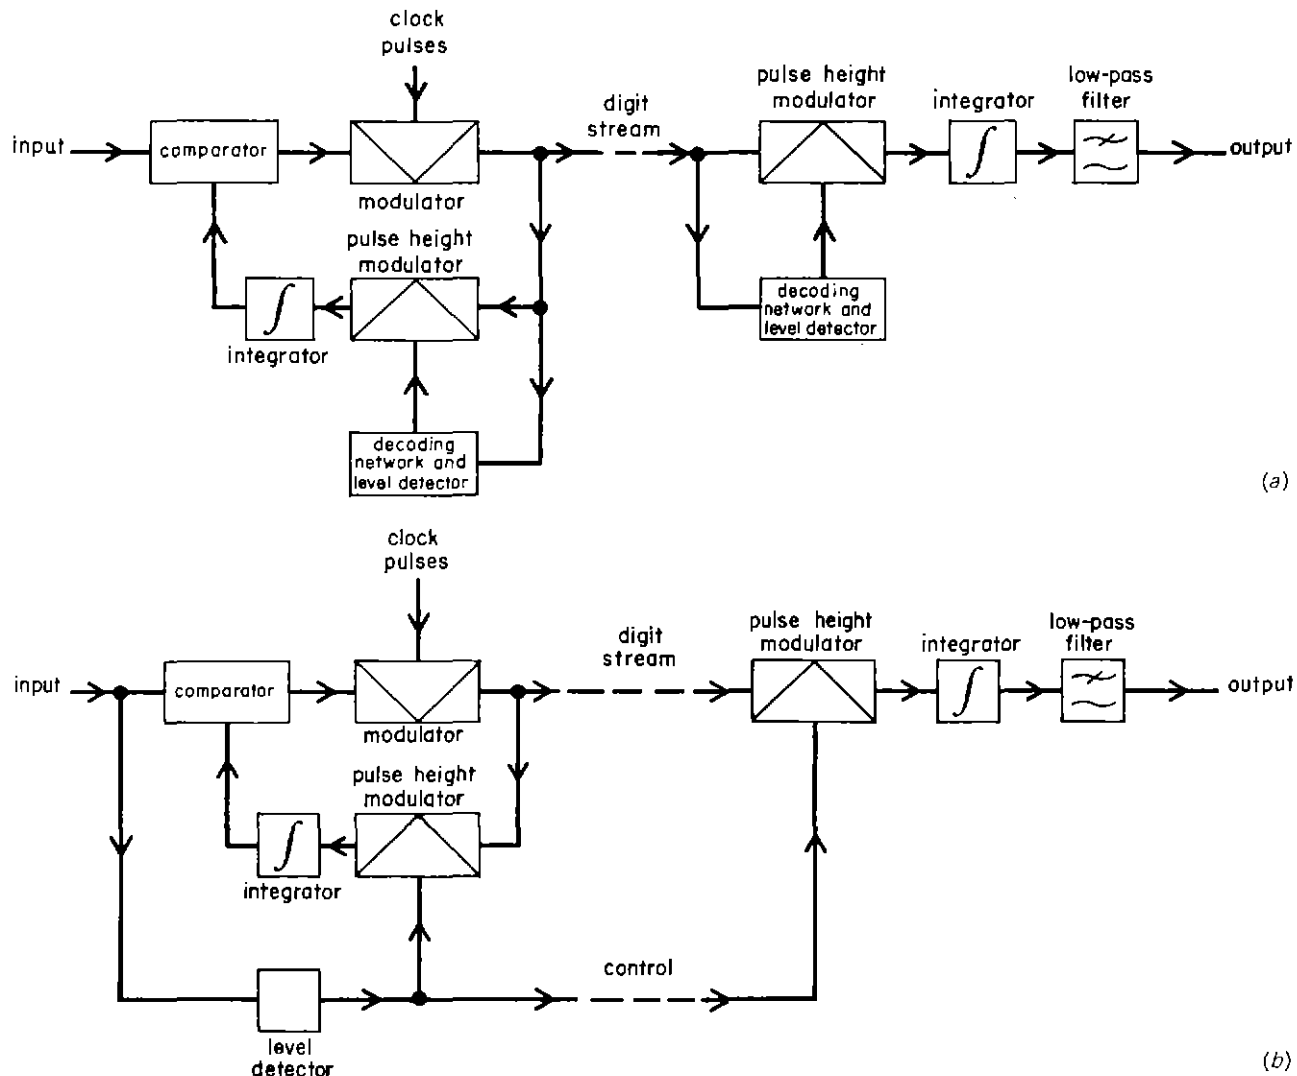 clock
pulses
pulse height
modulator
low-pass
filter
integrator
digit
stream
input
comparator
output
modulator
pulse height
modulator
decoding
network and
level detector
integrator
decoding
network and
level detector
(a)
clock
pulses
pulse height
modulator
low-pass
filter
digit
stream
integrator
input
comparator
output
modulator
pulse height
modulator
integrator
control
level
detector
(b)